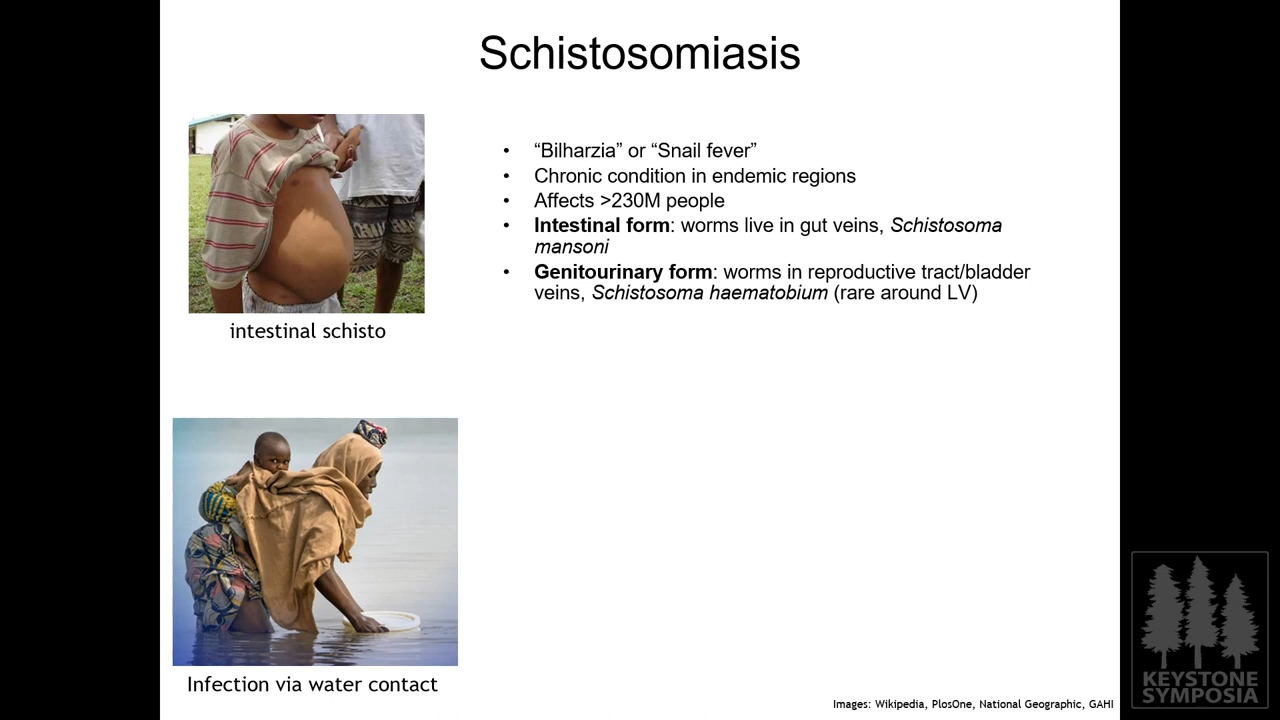 Schistosomiasis
• “Bilharzia” or “Snail fever”
• Chronic condition in endemic regions
• Affects >230M people
• Intestinal form: worms live in gut veins, Schistosoma
mansoni
• Genitourinary form: worms in reproductive tract/bladder
veins, Schistosoma haematobium (rare around LV)
intestinal schisto
Infection via water contact
Images: Wikipedia, PlosOne, National Geographic, GAHI
KEYSTONE
SYMPOSIA